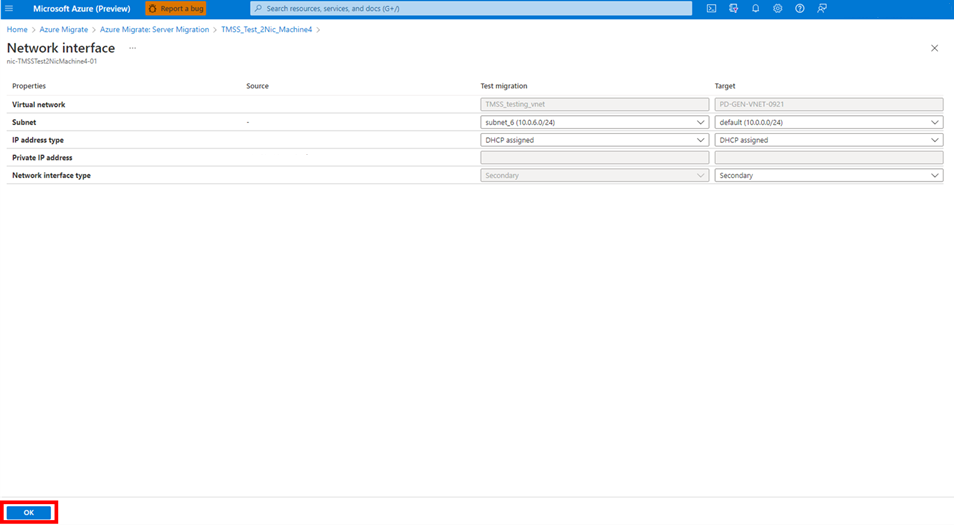 Microsoft Azure (Preview) Report a bug Search resources, services, and docs (G+/)
Home > Azure Migrate > Azure Migrate: Server Migration > TMSS_Test_2Nic_Machine4 >
Network interface ...
nic-TMSSTest2NicMachine4-01
Properties Source Test migration Target
Virtual network TMSS_testing_vnet PD-GEN-VNET-0921
Subnet - subnet_6 (10.0.6.0/24) default (10.0.0.0/24)
IP address type DHCP assigned DHCP assigned
Private IP address
Network interface type Secondary Secondary
OK